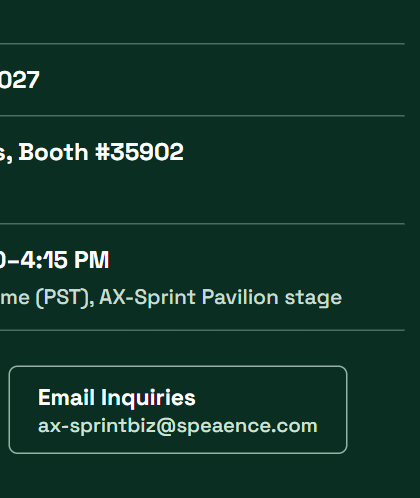 027
s, Booth #35902
0–4:15 PM
me (PST), AX-Sprint Pavilion stage
Email Inquiries
ax-sprintbiz@speaence.com